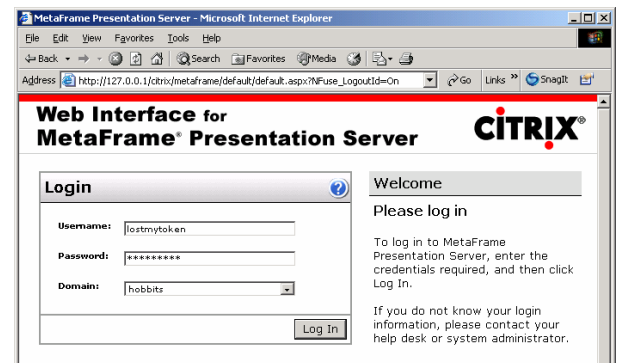 MetaFrame Presentation Server - Microsoft Internet Explorer
File Edit View Favorites Tools Help
Back Search Favorites Media
Address http://127.0.0.1/citrix/metaframe/default/default.aspx?NFuse_LogoutId=On Go Links » SnagIt
Web Interface for
MetaFrame® Presentation Server
CITRIX®
Login
Username: lostmytoken
Password: *********
Domain: hobbits
Log In
Welcome
Please log in
To log in to MetaFrame
Presentation Server, enter the
credentials required, and then click
Log In.
If you do not know your login
information, please contact your
help desk or system administrator.